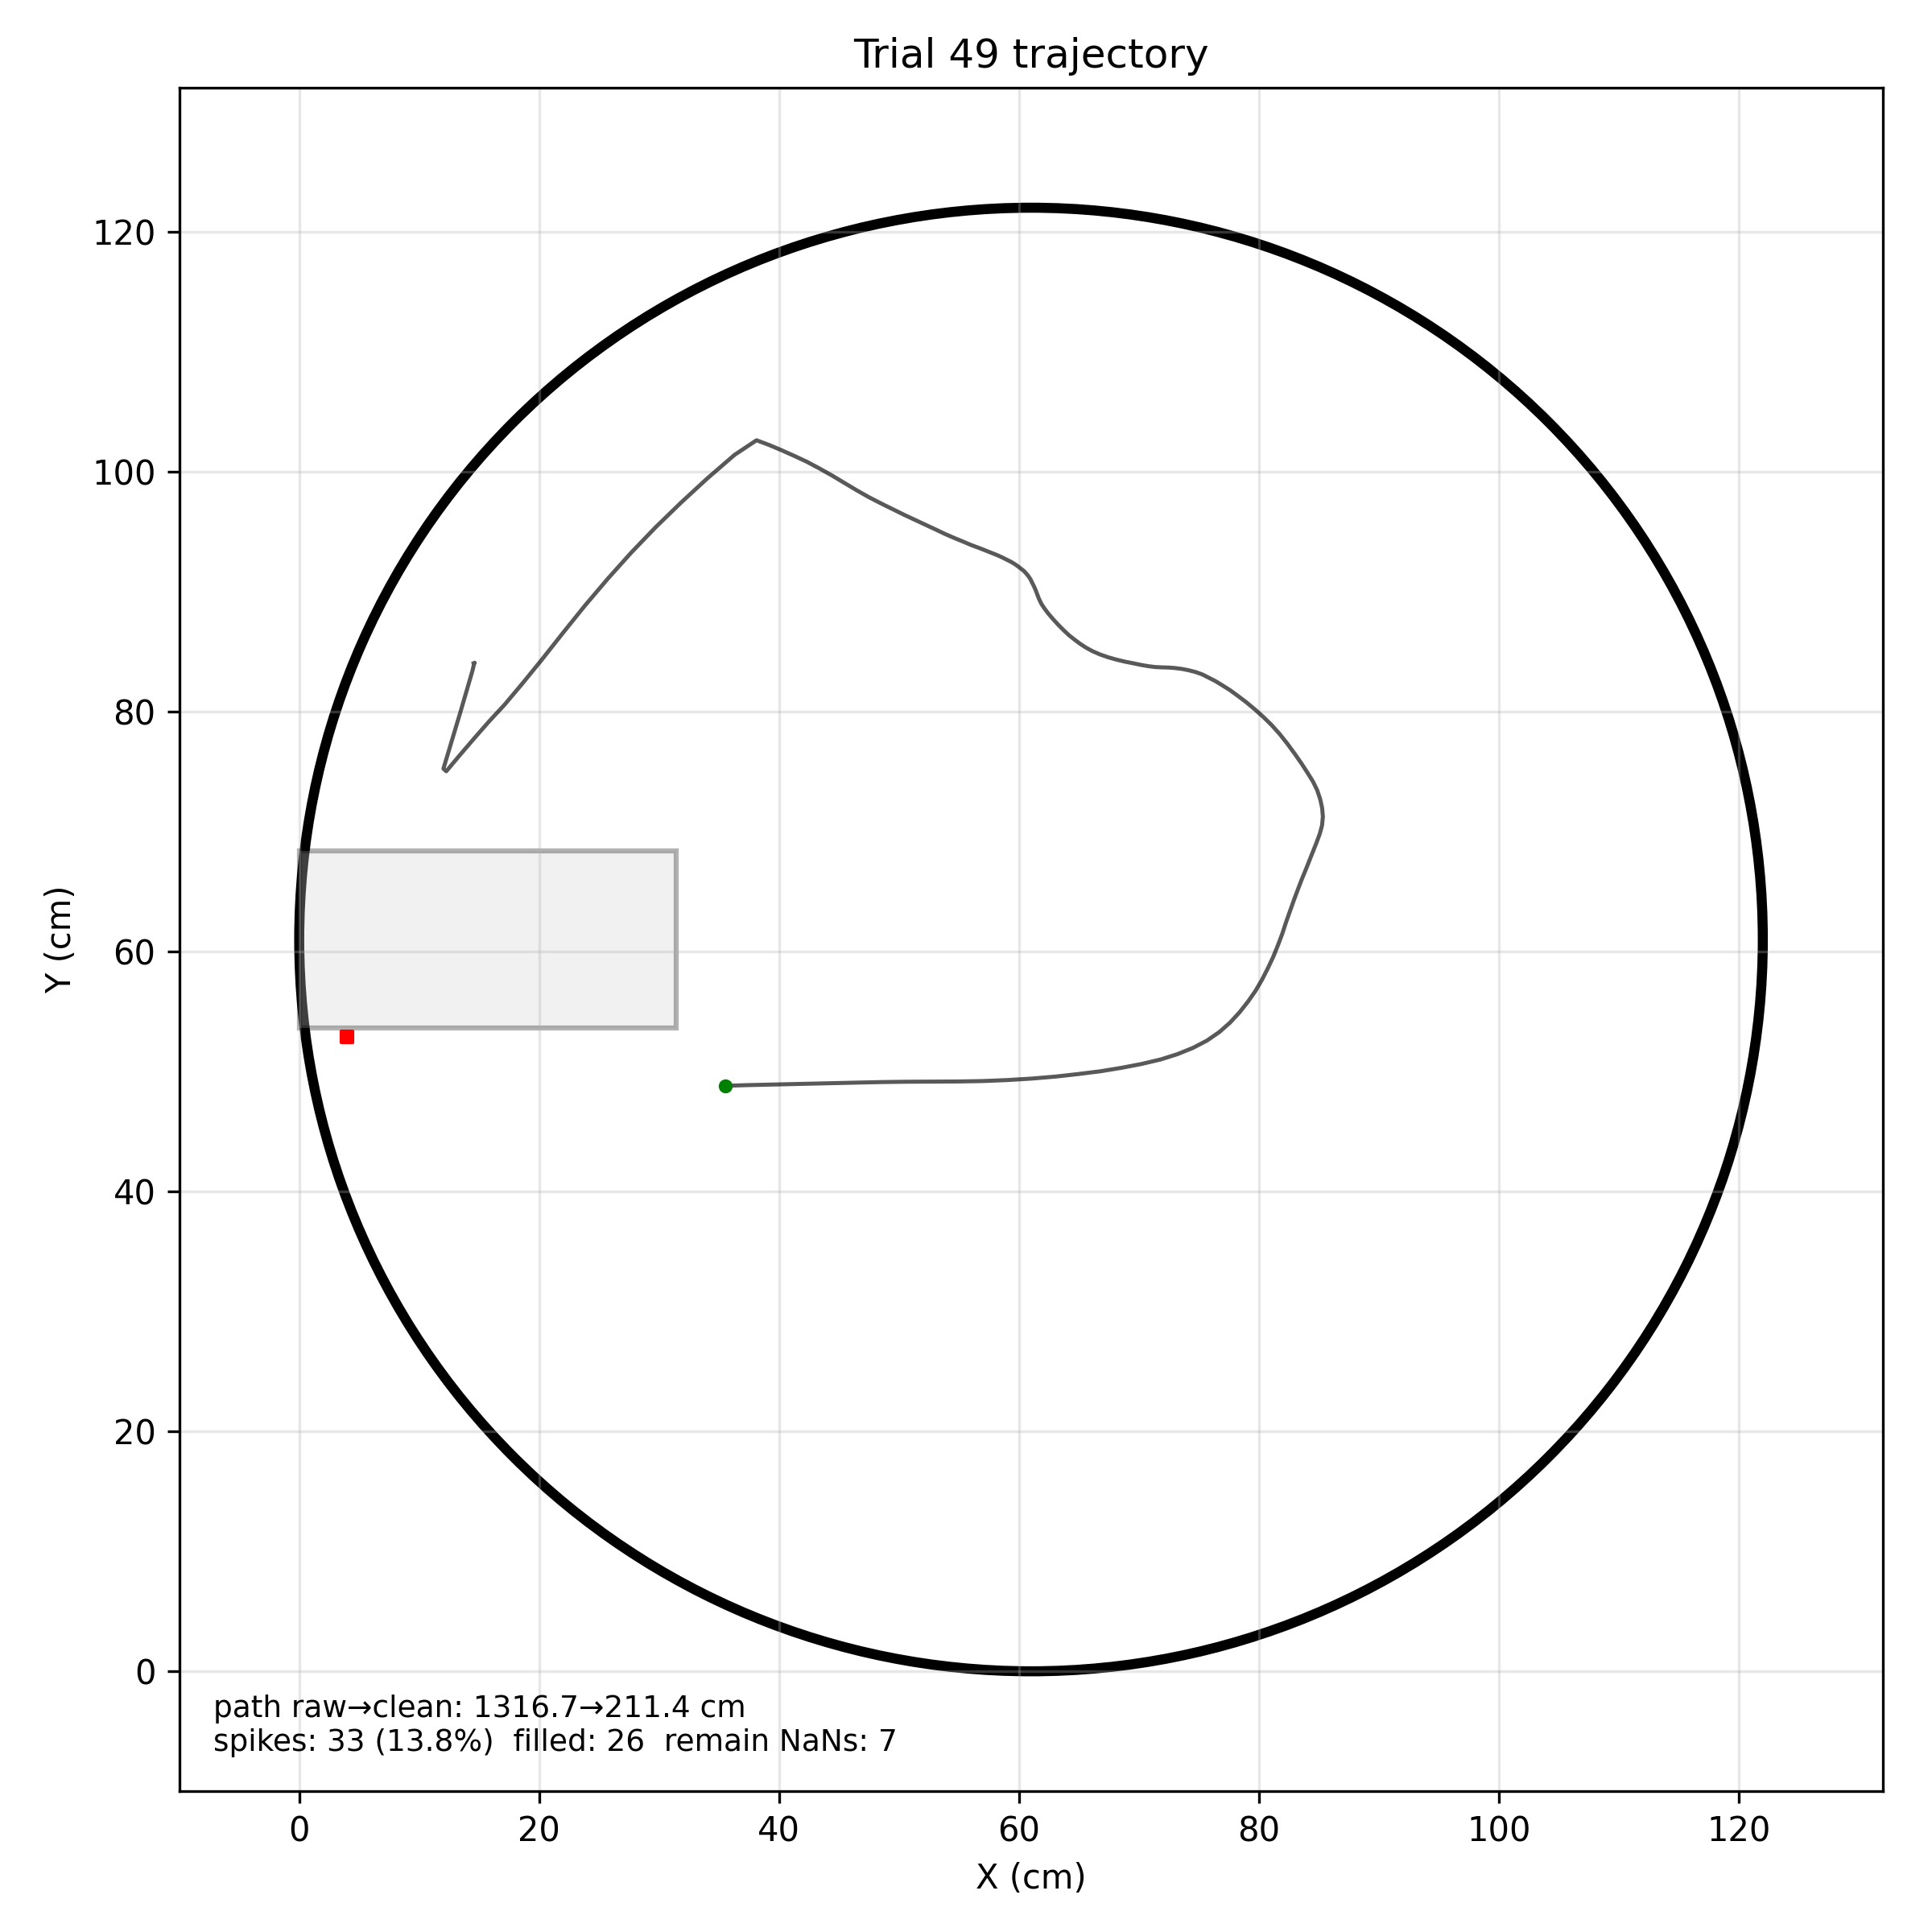 Trial 49 trajectory
120
100
80
60
40
20
0
Y (cm)
path raw→clean: 1316.7→211.4 cm
spikes: 33 (13.8%)  filled: 26  remain NaNs: 7
0 20 40 60 80 100 120
X (cm)